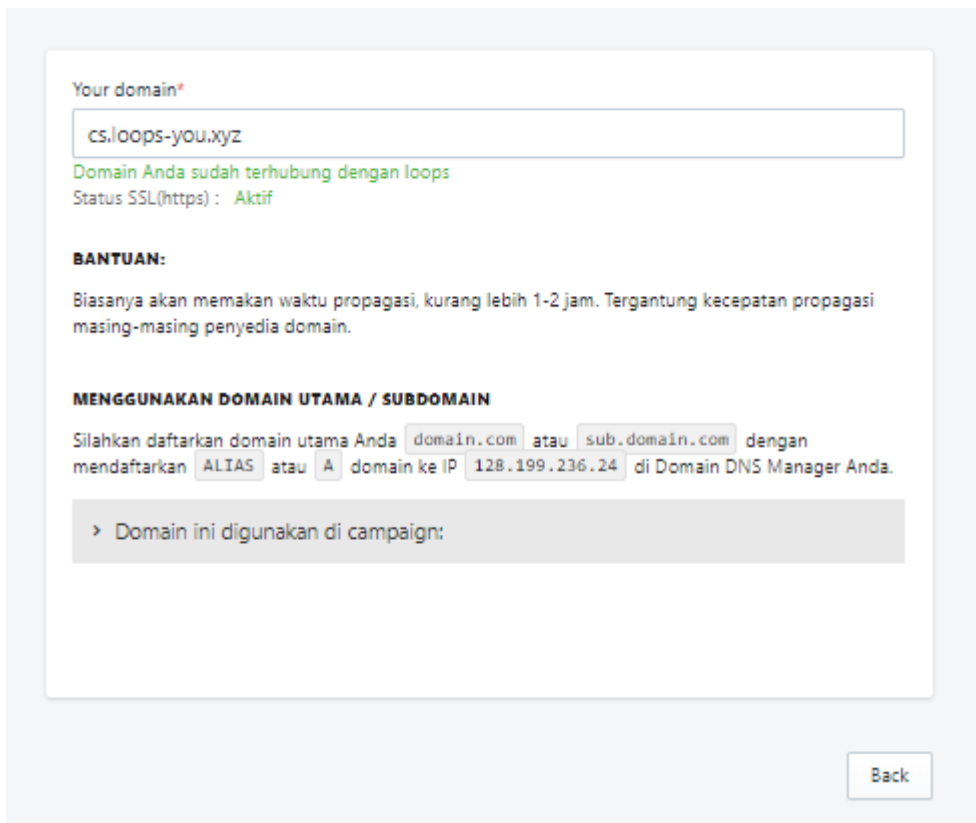 Your domain*
cs.loops-you.xyz
Domain Anda sudah terhubung dengan loops
Status SSL(https) : Aktif
BANTUAN:
Biasanya akan memakan waktu propagasi, kurang lebih 1-2 jam. Tergantung kecepatan propagasi
masing-masing penyedia domain.
MENGGUNAKAN DOMAIN UTAMA / SUBDOMAIN
Silahkan daftarkan domain utama Anda domain.com atau sub.domain.com dengan
mendaftarkan ALIAS atau A domain ke IP 128.199.236.24 di Domain DNS Manager Anda.
> Domain ini digunakan di campaign:
Back